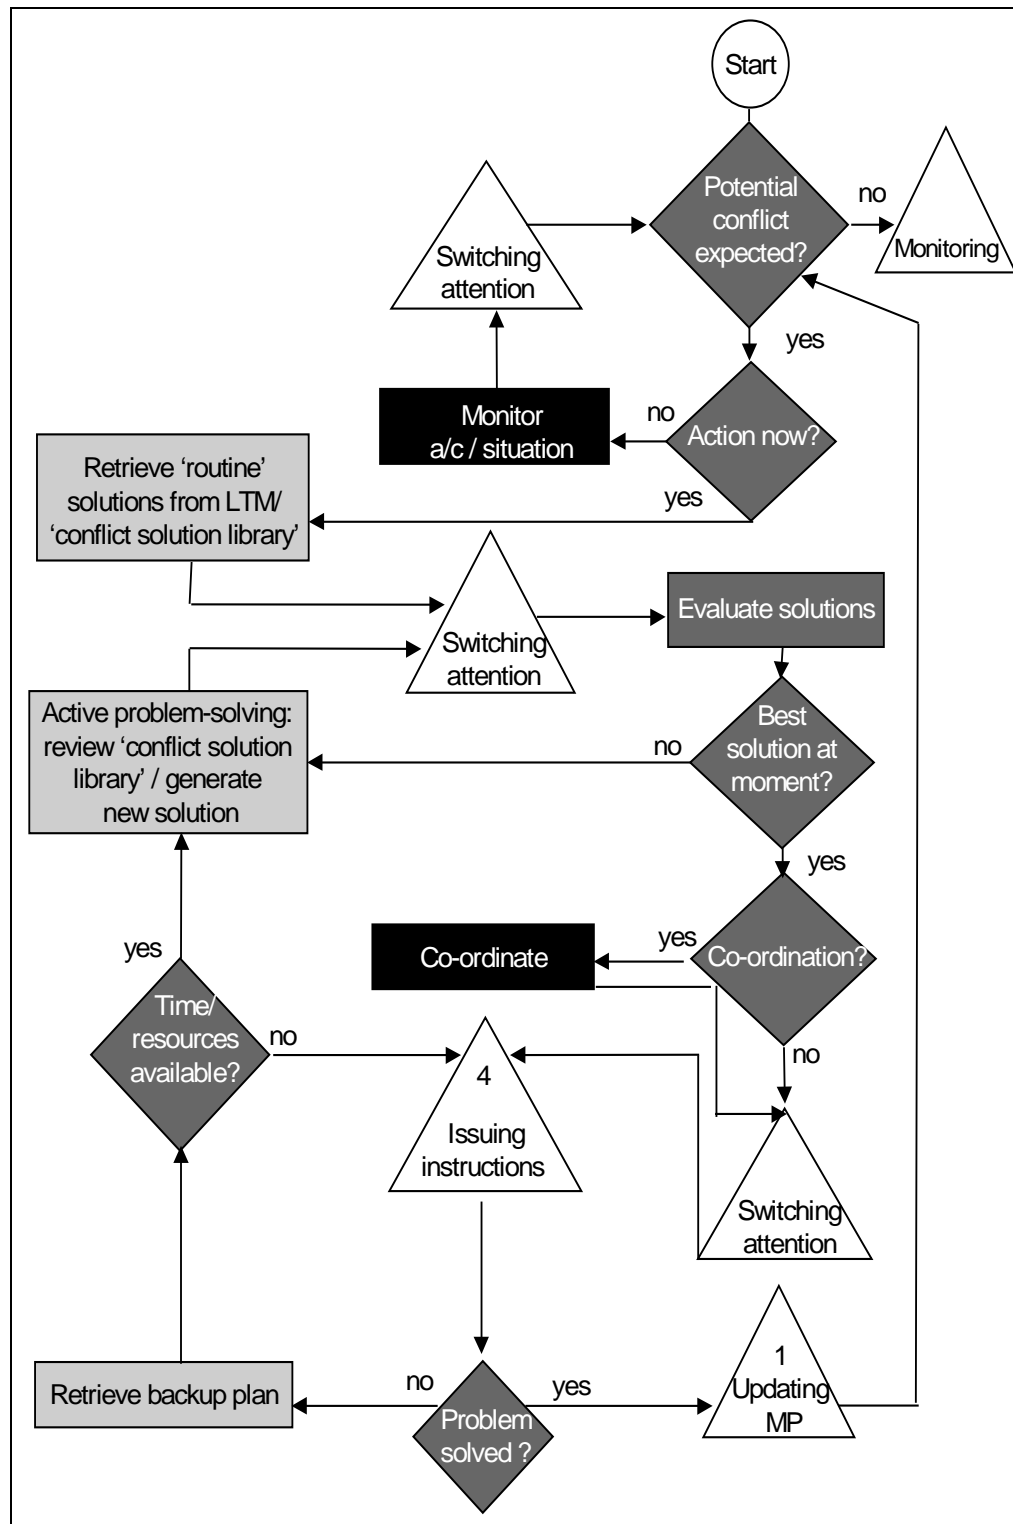 Start
Potential
conflict
expected?
no
Monitoring
Switching
attention
yes
Monitor
a/c / situation
no
Action now?
yes
Retrieve ‘routine’
solutions from LTM/
‘conflict solution library’
Switching
attention
Evaluate solutions
Active problem-solving:
review ‘conflict solution
library’ / generate
new solution
no
Best
solution at
moment?
yes
yes
Co-ordinate
yes
Co-ordination?
Time/
resources
available?
no
no
4
Issuing
instructions
Switching
attention
1
Updating
MP
Retrieve backup plan
no
yes
Problem
solved ?